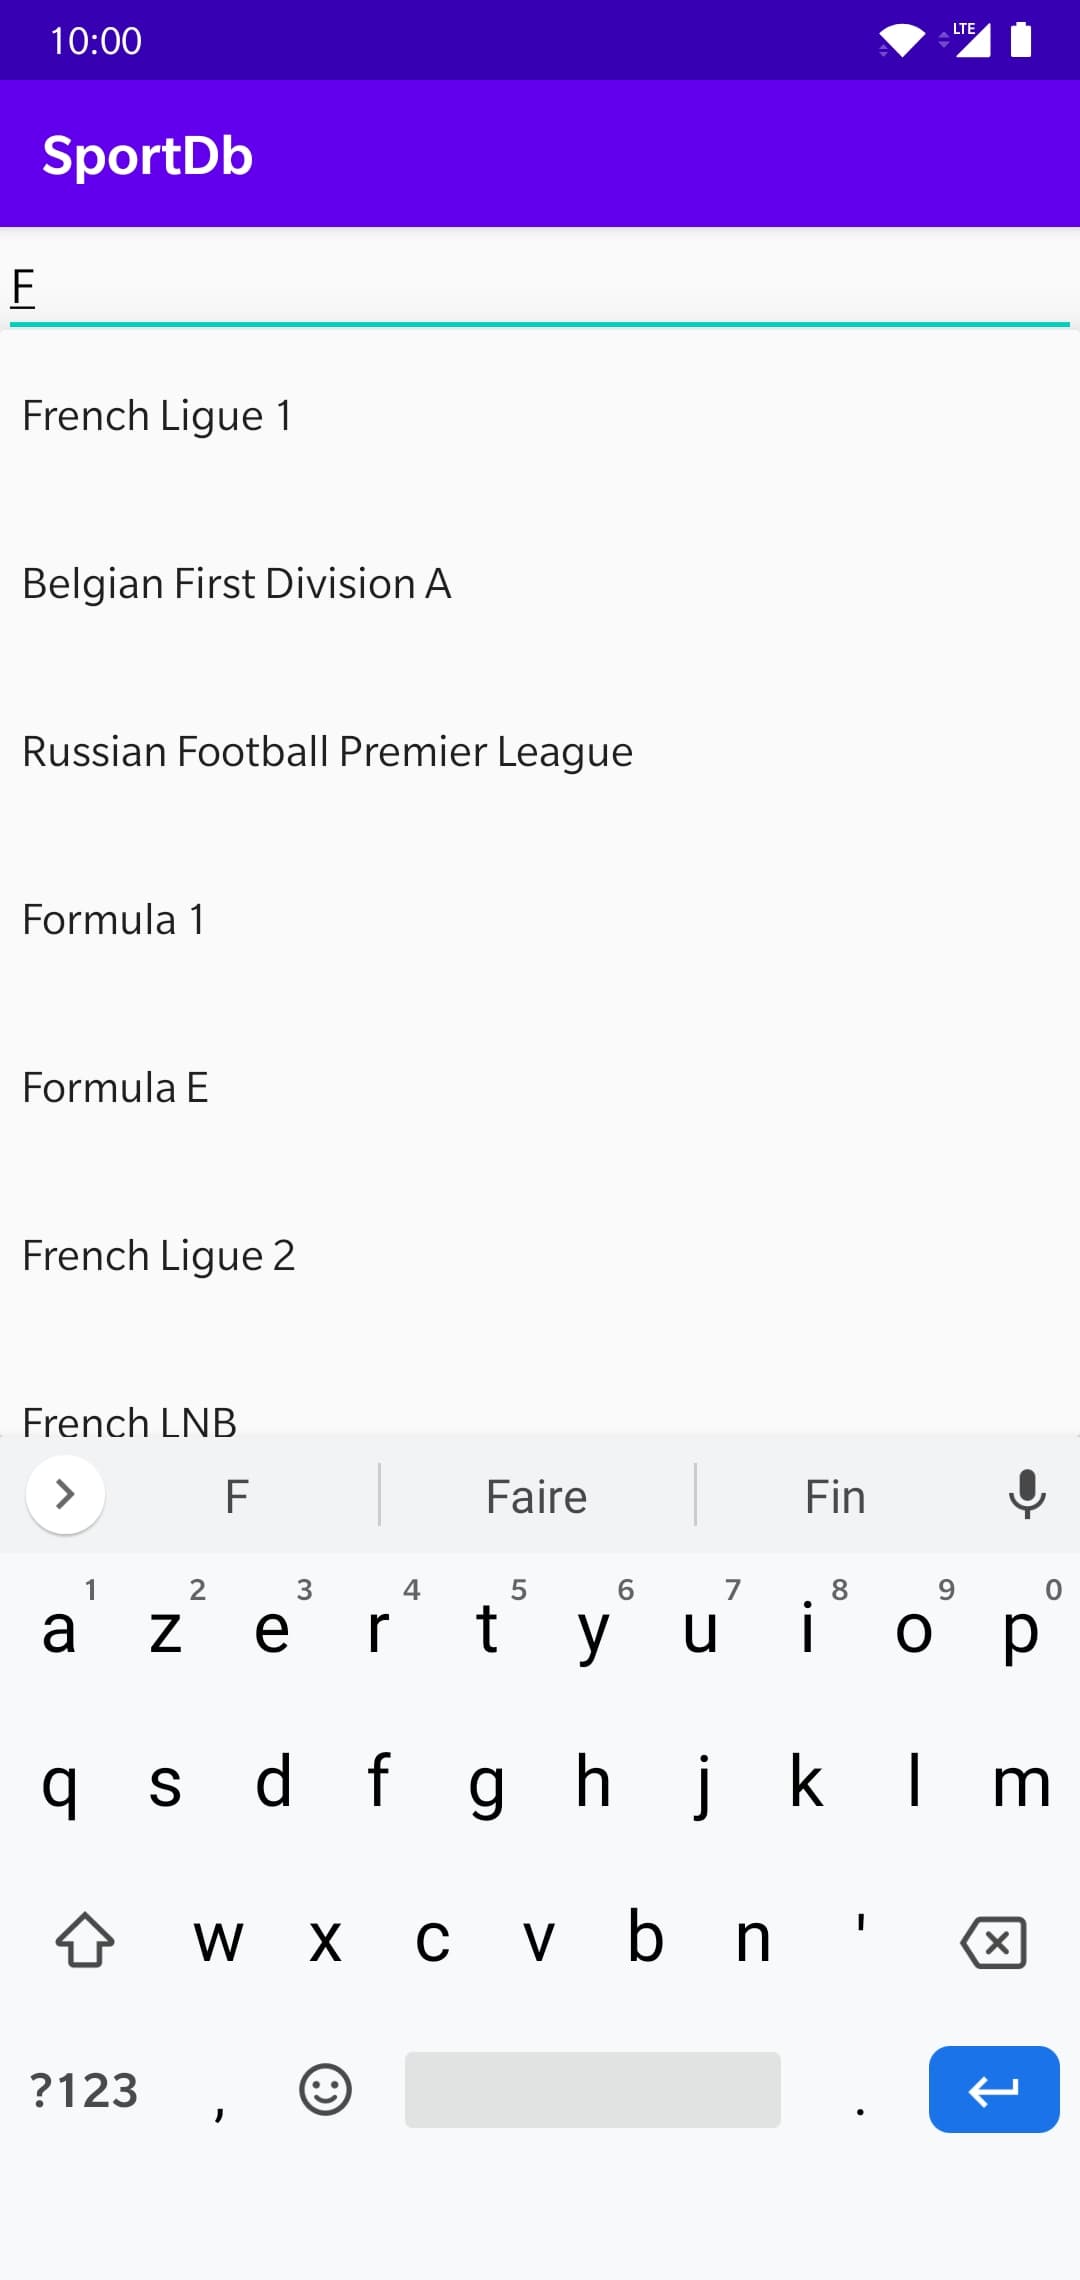 10:00 LTE
SportDb
F
French Ligue 1
Belgian First Division A
Russian Football Premier League
Formula 1
Formula E
French Ligue 2
French LNB
F Faire Fin
1 2 3 4 5 6 7 8 9 0
a z e r t y u i o p
q s d f g h j k l m
w x c v b n '
?123 , .